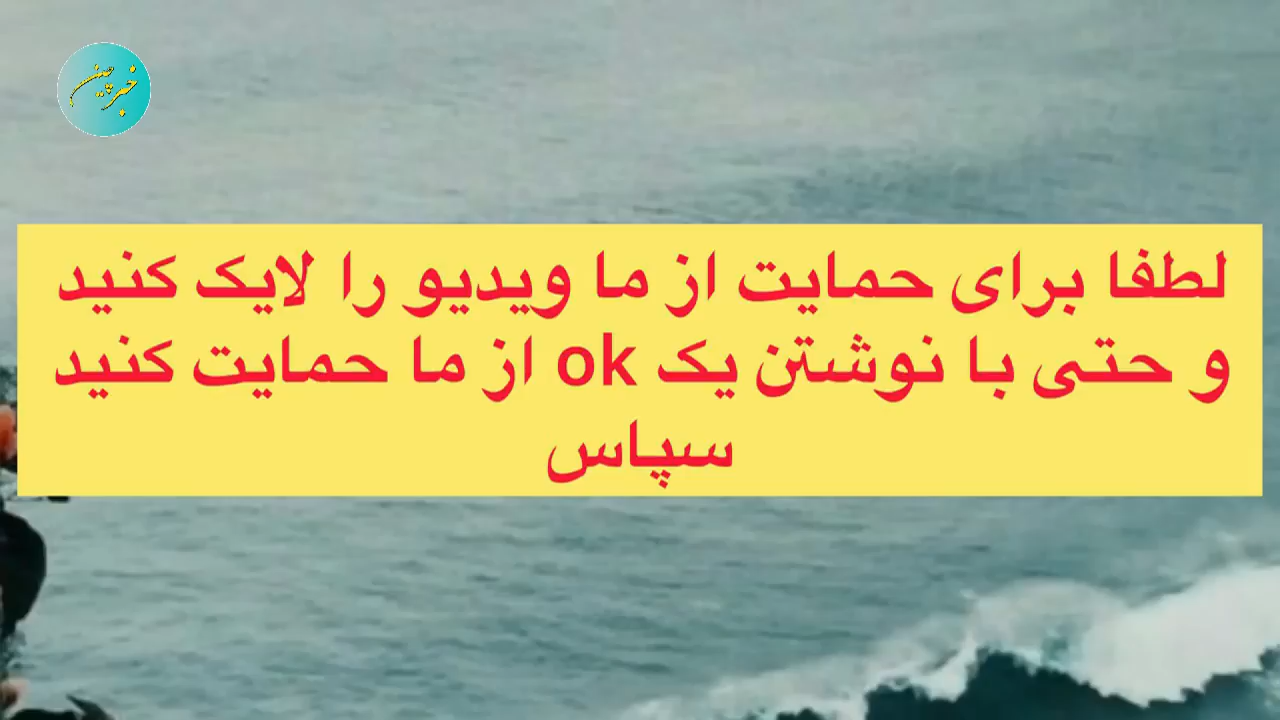 خبرچین
لطفا برای حمایت از ما ویدیو را لایک کنید
و حتی با نوشتن یک ok از ما حمایت کنید
سپاس